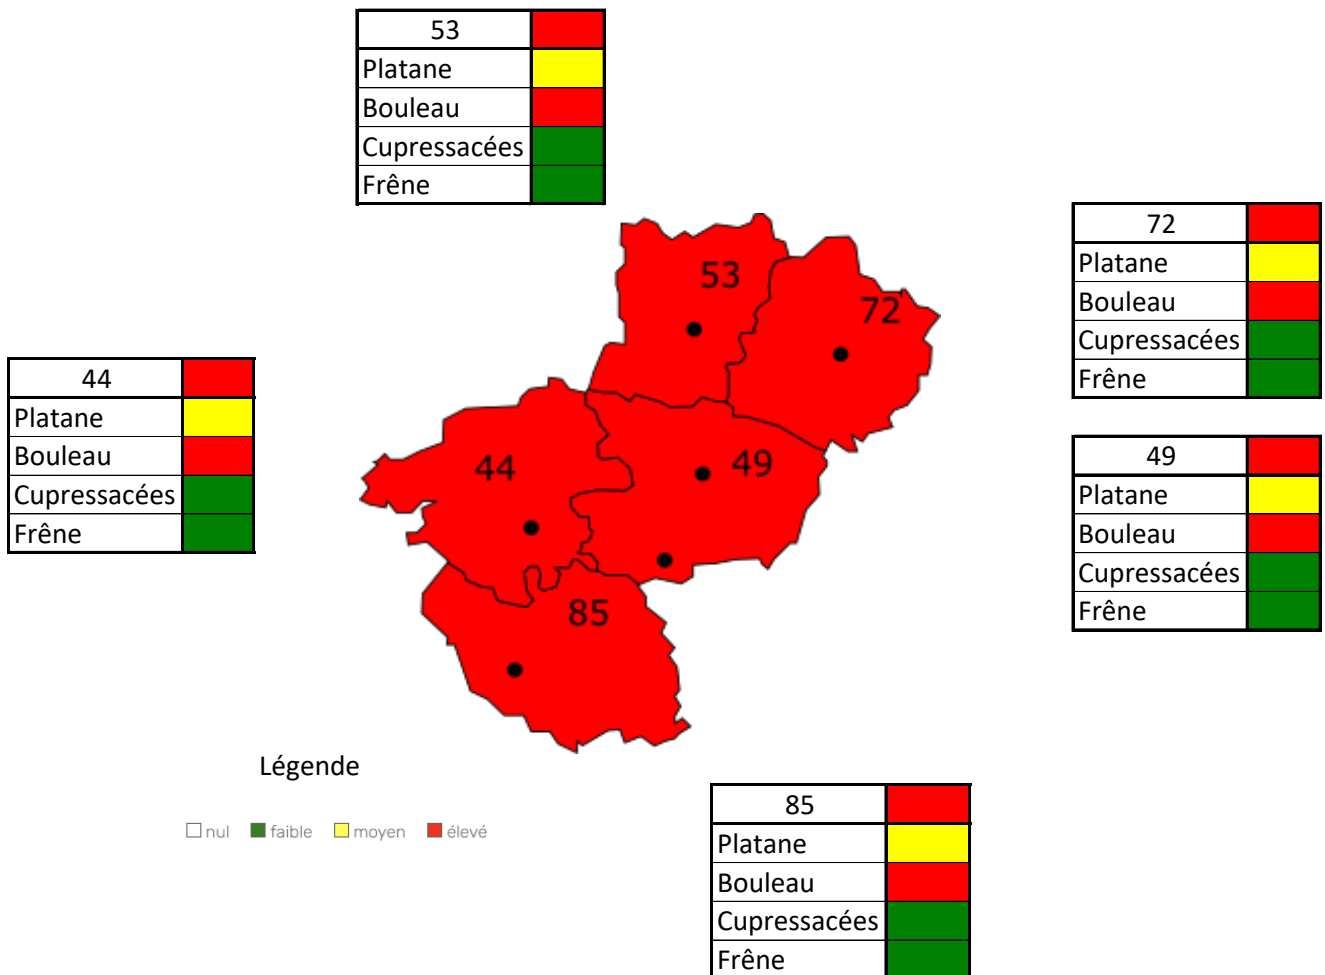 53
Platane
Bouleau
Cupressacées
Frêne
53
72
44
49
85
72
Platane
Bouleau
Cupressacées
Frêne
44
Platane
Bouleau
Cupressacées
Frêne
49
Platane
Bouleau
Cupressacées
Frêne
Légende
nul faible moyen élevé
85
Platane
Bouleau
Cupressacées
Frêne